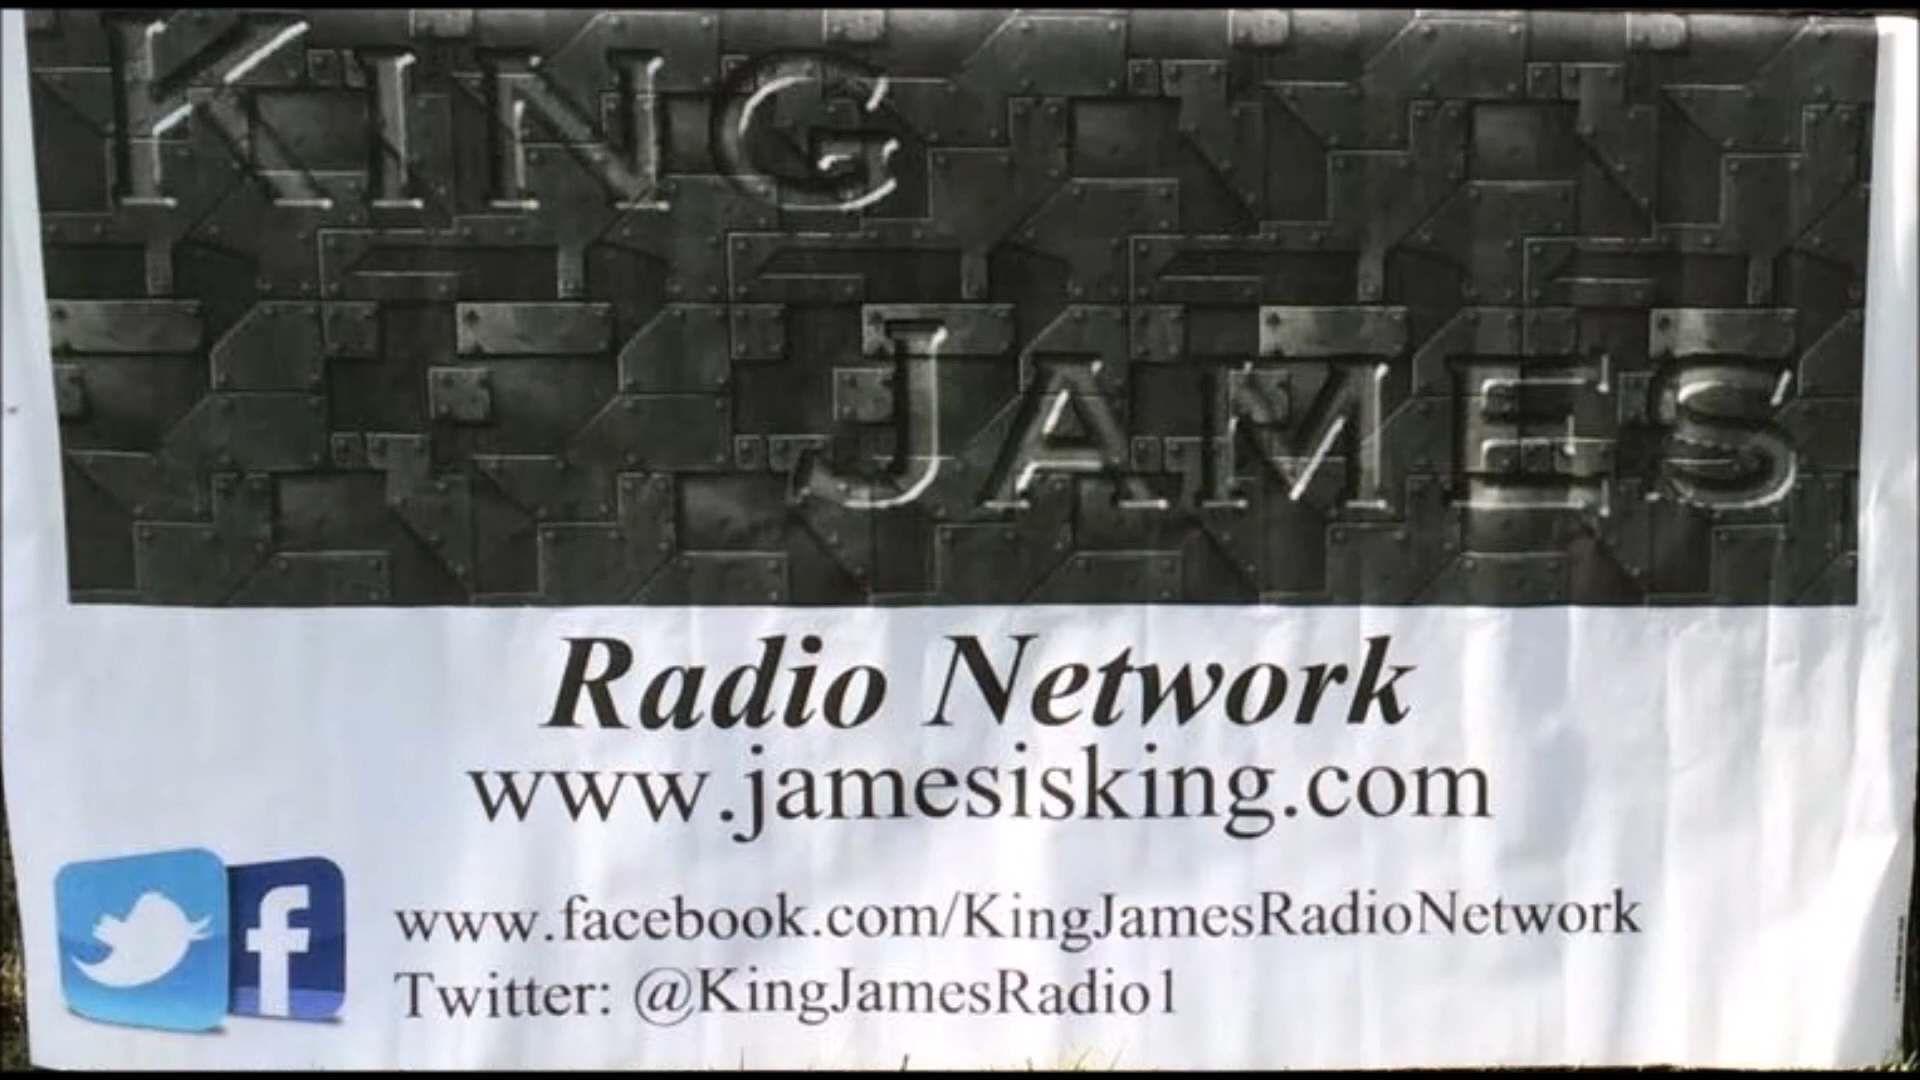 KING
JAMES
Radio Network
www.jamesisking.com
www.facebook.com/KingJamesRadioNetwork
Twitter: @KingJamesRadio1